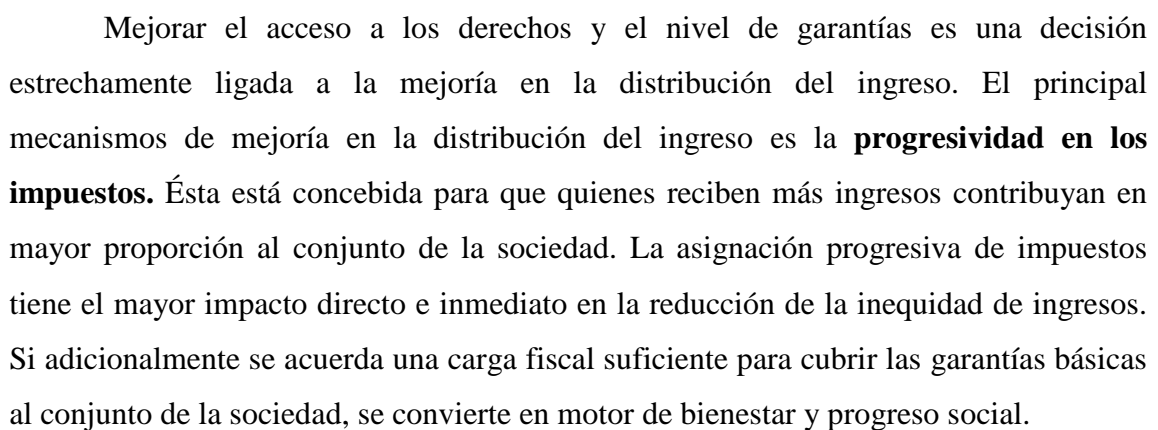 Mejorar el acceso a los derechos y el nivel de garantías es una decisión
estrechamente ligada a la mejoría en la distribución del ingreso. El principal
mecanismos de mejoría en la distribución del ingreso es la progresividad en los
impuestos. Ésta está concebida para que quienes reciben más ingresos contribuyan en
mayor proporción al conjunto de la sociedad. La asignación progresiva de impuestos
tiene el mayor impacto directo e inmediato en la reducción de la inequidad de ingresos.
Si adicionalmente se acuerda una carga fiscal suficiente para cubrir las garantías básicas
al conjunto de la sociedad, se convierte en motor de bienestar y progreso social.